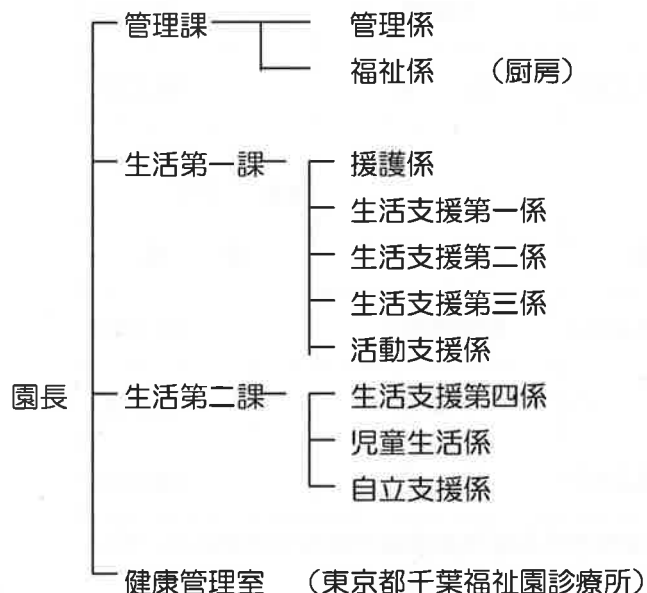 管理課 管理係
福祉係 (厨房)
生活第一課 援護係
生活支援第一係
生活支援第二係
生活支援第三係
活動支援係
園長 生活第二課 生活支援第四係
児童生活係
自立支援係
健康管理室 (東京都千葉福祉園診療所)